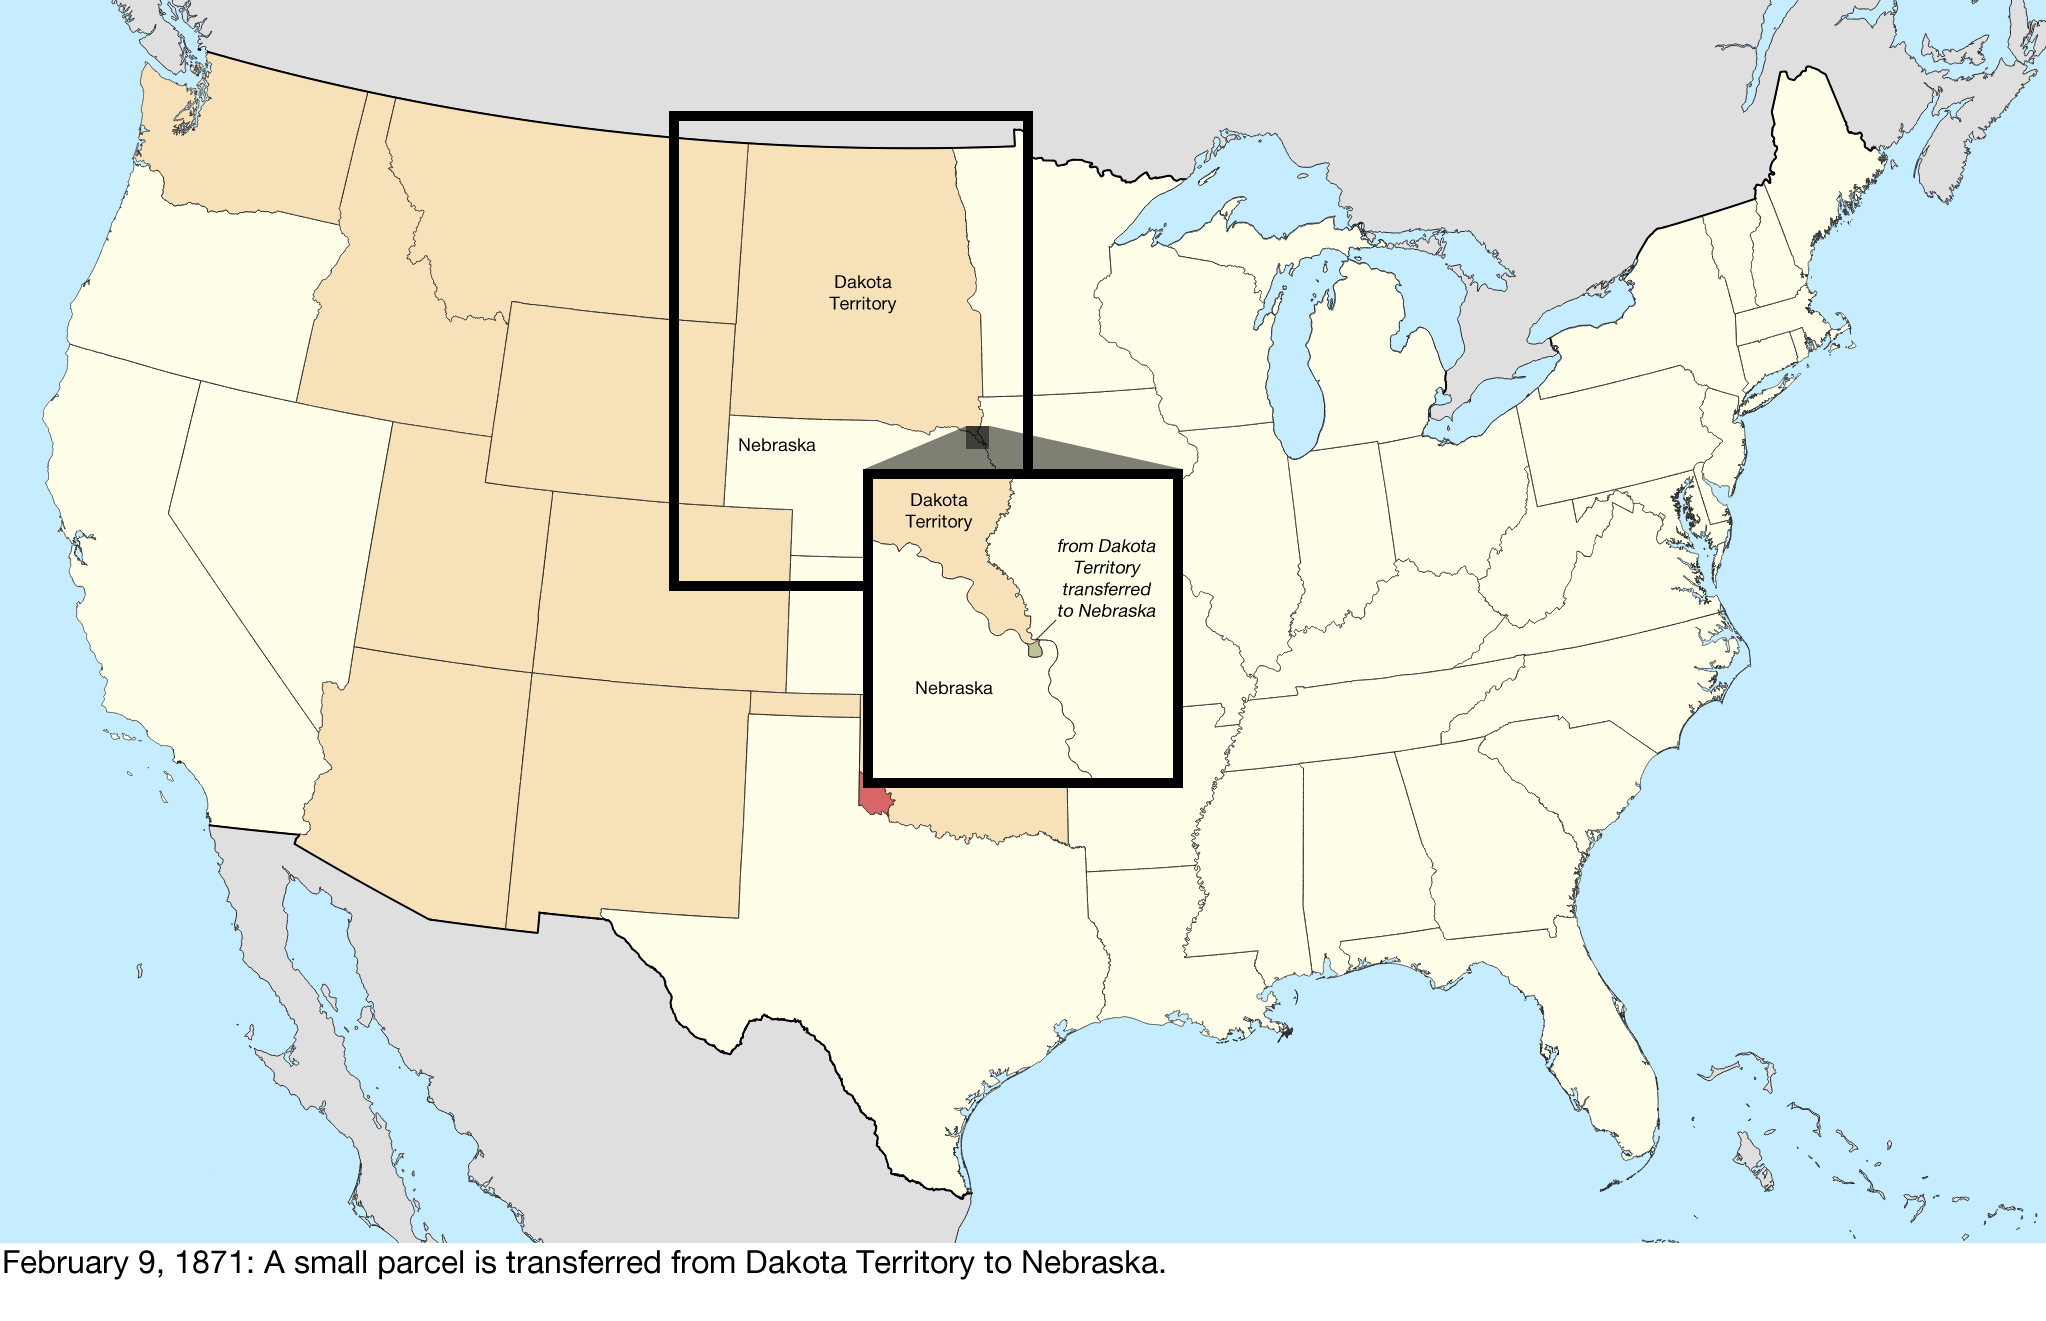 Dakota
Territory
Nebraska
Dakota
Territory
from Dakota
Territory
transferred
to Nebraska
Nebraska
February 9, 1871: A small parcel is transferred from Dakota Territory to Nebraska.